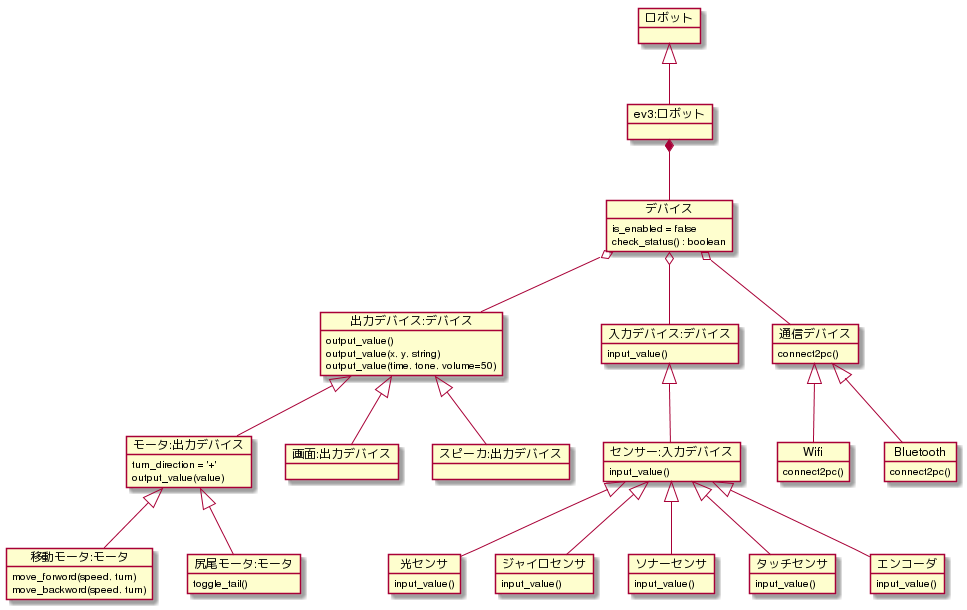 ロボット
ev3:ロボット
デバイス
is_enabled = false
check_status() : boolean
出力デバイス:デバイス
output_value()
output_value(x, y, string)
output_value(time, tone, volume=50)
入力デバイス:デバイス
input_value()
通信デバイス
connect2pc()
モータ:出力デバイス
turn_direction = '+'
output_value(value)
画面:出力デバイス
スピーカ:出力デバイス
センサー:入力デバイス
input_value()
Wifi
connect2pc()
Bluetooth
connect2pc()
移動モータ:モータ
move_forword(speed, turn)
move_backword(speed, turn)
尻尾モータ:モータ
toggle_tail()
光センサ
input_value()
ジャイロセンサ
input_value()
ソナーセンサ
input_value()
タッチセンサ
input_value()
エンコーダ
input_value()